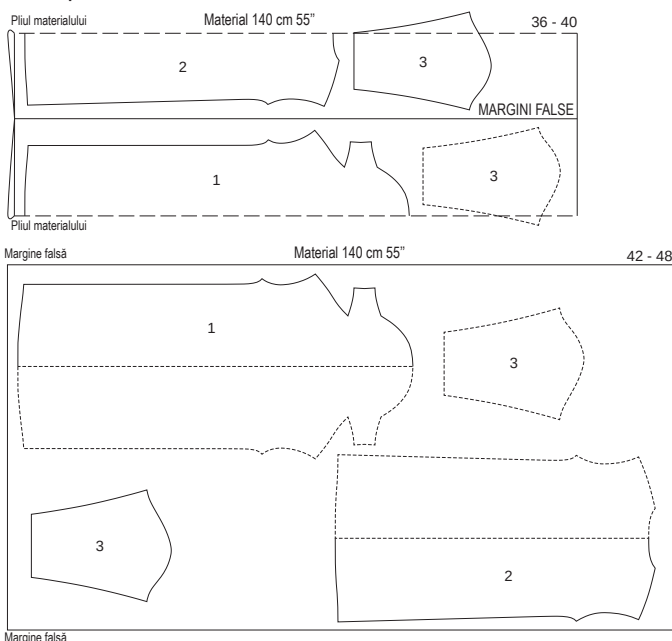 Pliul materialului Material 140 cm 55” 36 - 40
2
3
MARGINI FALSE
1
3
Pliul materialului
Margine falsă Material 140 cm 55” 42 - 48
1
3
3
2
Margine falsă